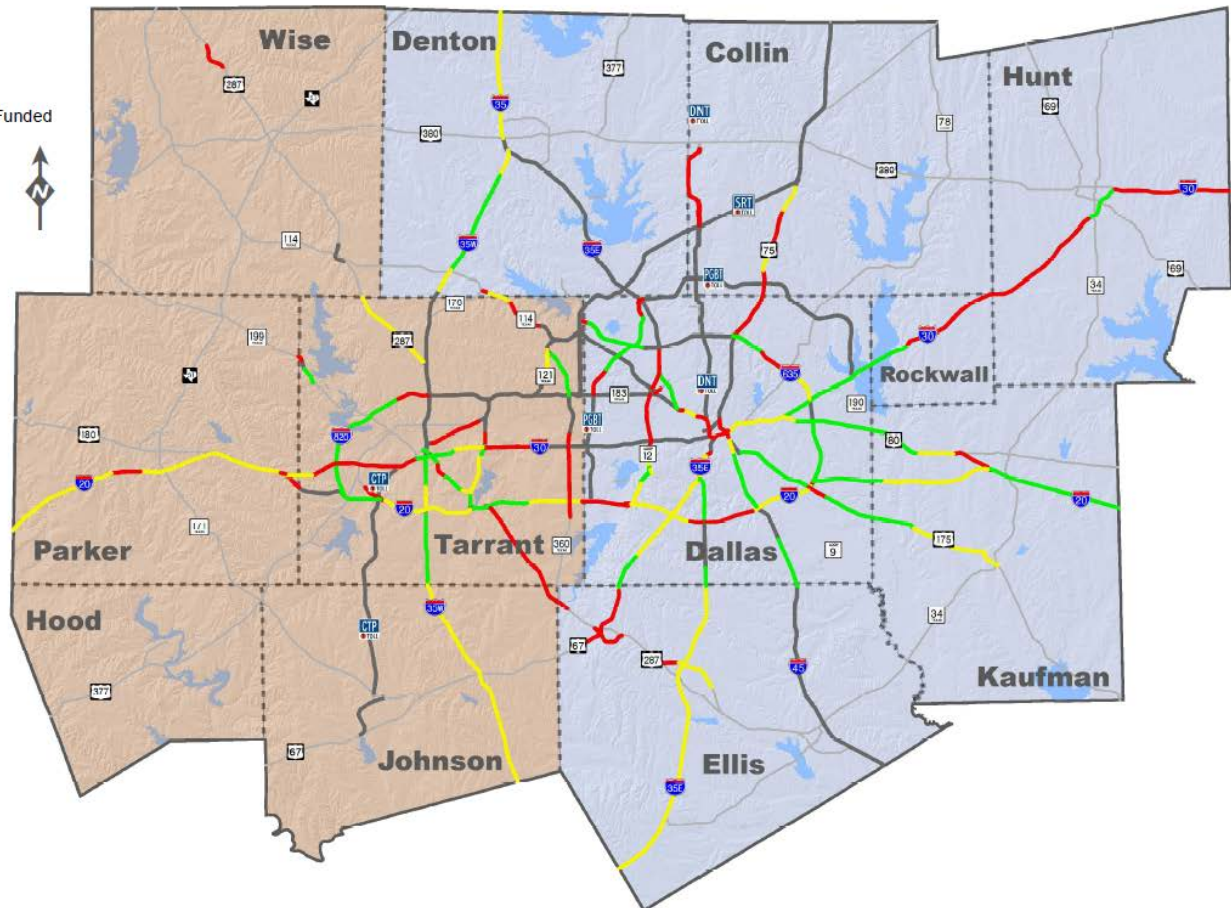 Wise
Denton
Collin
Hunt
Funded
N
287
35
377
DNT
TOLL
78
69
380
380
SRT
TOLL
30
114
35W
35E
75
PGBT
TOLL
69
34
170
114
199
287
30
121
183
DNT
TOLL
635
Rockwall
190
PGBT
TOLL
180
820
30
12
80
20
CTP
TOLL
20
35E
20
20
171
Parker
Tarrant
360
Dallas
LOOP
9
175
Hood
35W
34
CTP
TOLL
67
287
45
Kaufman
377
67
Johnson
35E
Ellis